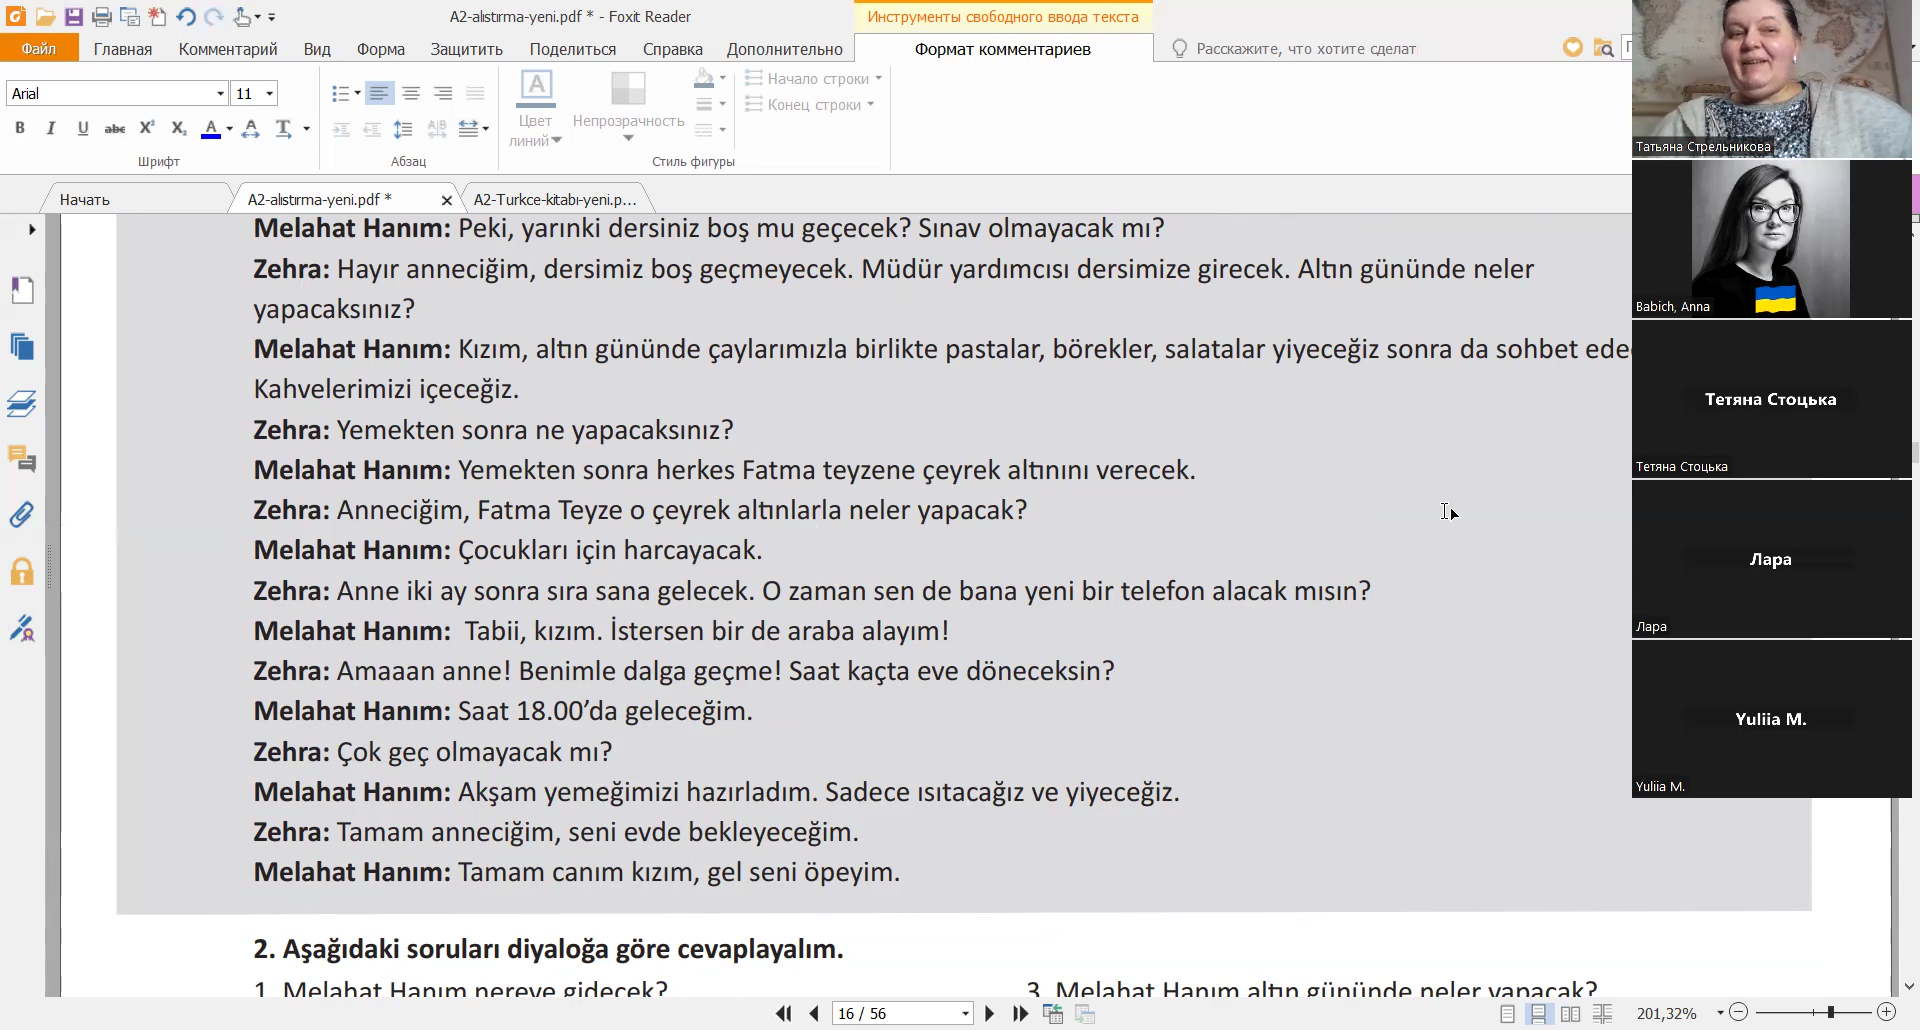 A2-alıstırma-yeni.pdf * - Foxit Reader
Инструменты свободного ввода текста
Файл Главная Комментарий Вид Форма Защитить Поделиться Справка Дополнительно Формат комментариев Расскажите, что хотите сделат
Arial 11
Начало строки
Конец строки
Цвет линий
Непрозрачность
Шрифт Абзац Стиль фигуры
Начать A2-alıstırma-yeni.pdf * A2-Turkce-kitabı-yeni.p...
Melahat Hanım: Peki, yarınki dersiniz boş mu geçecek? Sınav olmayacak mı?
Zehra: Hayır anneciğim, dersimiz boş geçmeyecek. Müdür yardımcısı dersimize girecek. Altın gününde neler
yapacaksınız?
Melahat Hanım: Kızım, altın gününde çaylarımızla birlikte pastalar, börekler, salatalar yiyeceğiz sonra da sohbet
Kahvelerimizi içeceğiz.
Zehra: Yemekten sonra ne yapacaksınız?
Melahat Hanım: Yemekten sonra herkes Fatma teyzene çeyrek altınını verecek.
Zehra: Anneciğim, Fatma Teyze o çeyrek altınlarla neler yapacak?
Melahat Hanım: Çocukları için harcayacak.
Zehra: Anne iki ay sonra sıra sana gelecek. O zaman sen de bana yeni bir telefon alacak mısın?
Melahat Hanım: Tabii, kızım. İstersen bir de araba alayım!
Zehra: Amaaan anne! Benimle dalga geçme! Saat kaçta eve döneceksin?
Melahat Hanım: Saat 18.00’da geleceğim.
Zehra: Çok geç olmayacak mı?
Melahat Hanım: Akşam yemeğimizi hazırladım. Sadece ısıtacağız ve yiyeceğiz.
Zehra: Tamam anneciğim, seni evde bekleyeceğim.
Melahat Hanım: Tamam canım kızım, gel seni öpeyim.
2. Aşağıdaki soruları diyaloğa göre cevaplayalım.
1. Melahat Hanım nereye gidecek? 3. Melahat Hanım altın gününde neler yapacak?
16 / 56
201,32%
Татьяна Стрельникова
Babich, Anna
Тетяна Стоцька
Тетяна Стоцька
Лара
Лара
Yuliia M.
Yuliia M.